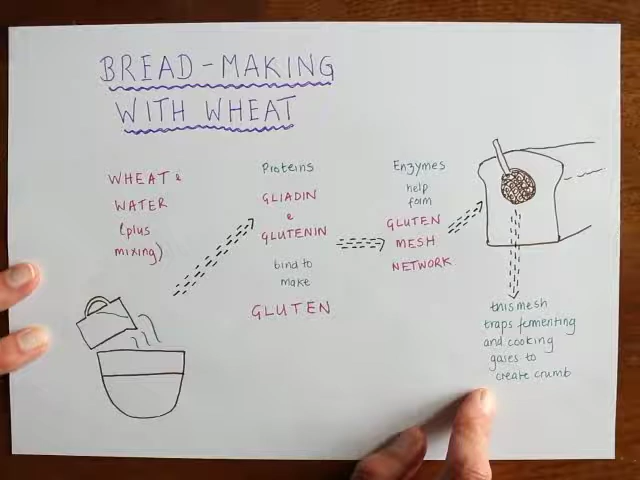 BREAD-MAKING
WITH WHEAT
WHEAT &
WATER
(plus
mixing)
Proteins
GLIADIN
&
GLUTENIN
bind to
make
GLUTEN
Enzymes
help
form
GLUTEN
MESH
NETWORK
this mesh
traps fermenting
and cooking
gases to
create crumb